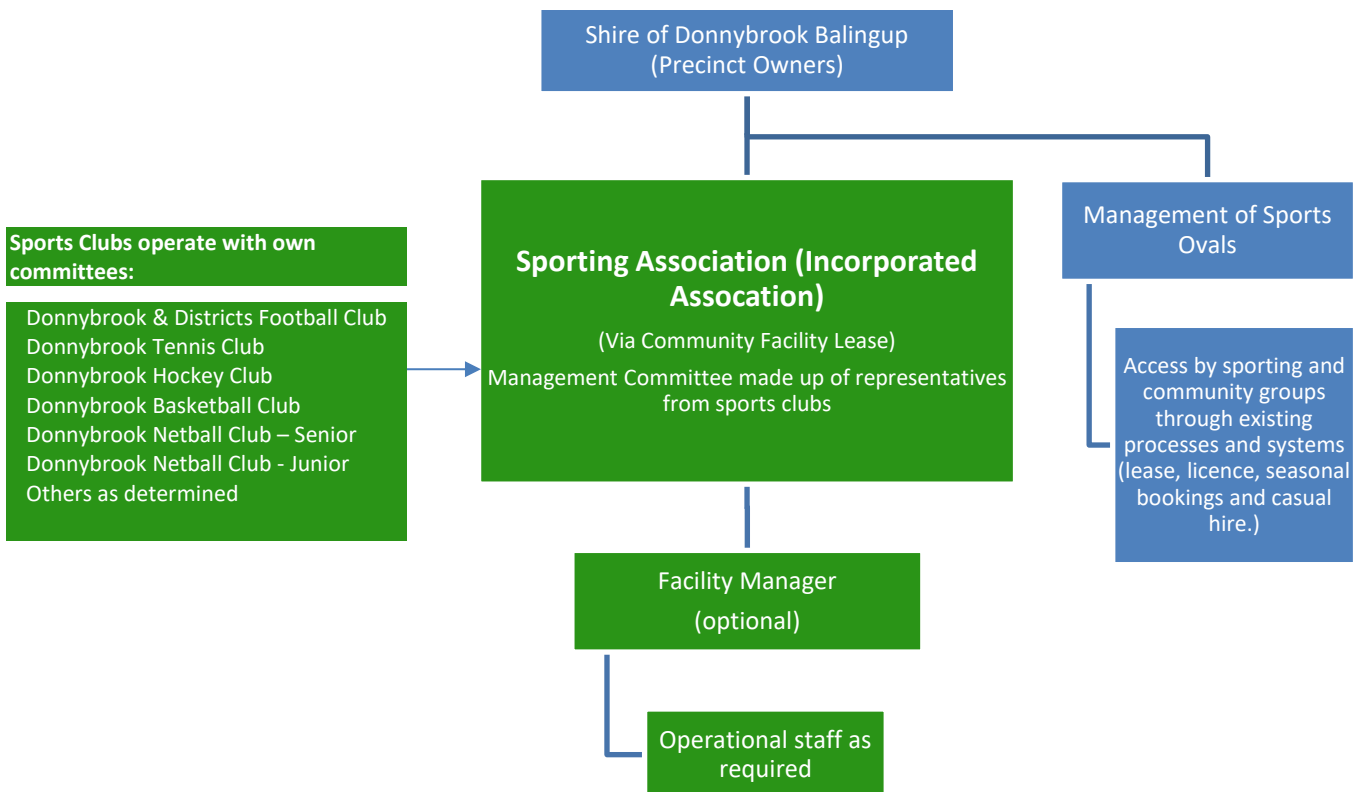 Shire of Donnybrook Balingup
(Precinct Owners)
Sports Clubs operate with own
committees:
Donnybrook & Districts Football Club
Donnybrook Tennis Club
Donnybrook Hockey Club
Donnybrook Basketball Club
Donnybrook Netball Club – Senior
Donnybrook Netball Club - Junior
Others as determined
Sporting Association (Incorporated
Assocation)
(Via Community Facility Lease)
Management Committee made up of representatives
from sports clubs
Management of Sports
Ovals
Access by sporting and
community groups
through existing
processes and systems
(lease, licence, seasonal
bookings and casual
hire.)
Facility Manager
(optional)
Operational staff as
required